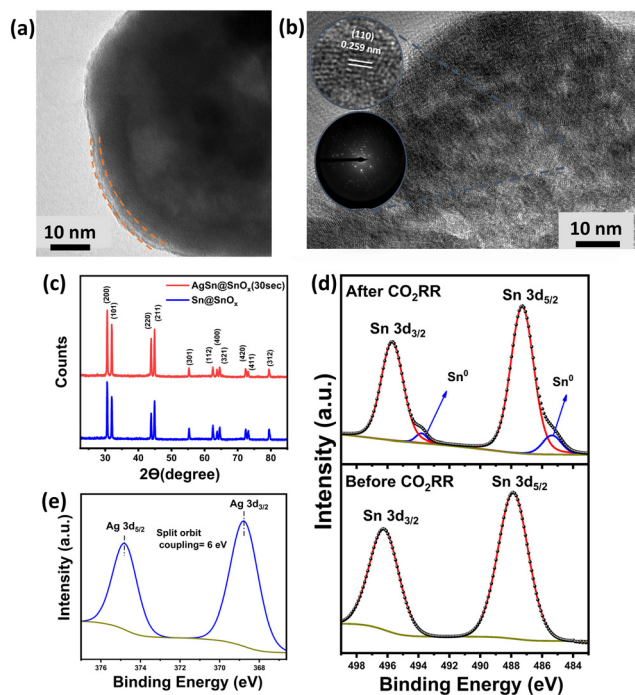 (a)
10 nm
(b)
(110)
0.259 nm
10 nm
(c)
AgSn@SnOₓ(30sec)
Sn@SnOₓ
(200)
(101)
(220)
(211)
(301)
(112)
(400)
(321)
(420)
(411)
(312)
Counts
30 40 50 60 70 80
2Θ(degree)
(d)
After CO₂RR
Sn 3d₅/₂
Sn 3d₃/₂
Sn⁰
Sn⁰
Before CO₂RR
Sn 3d₅/₂
Sn 3d₃/₂
Intensity (a.u.)
498 496 494 492 490 488 486 484
Binding Energy (eV)
(e)
Ag 3d₅/₂
Split orbit
coupling= 6 eV
Ag 3d₃/₂
Intensity (a.u.)
376 374 372 370 368
Binding Energy (eV)